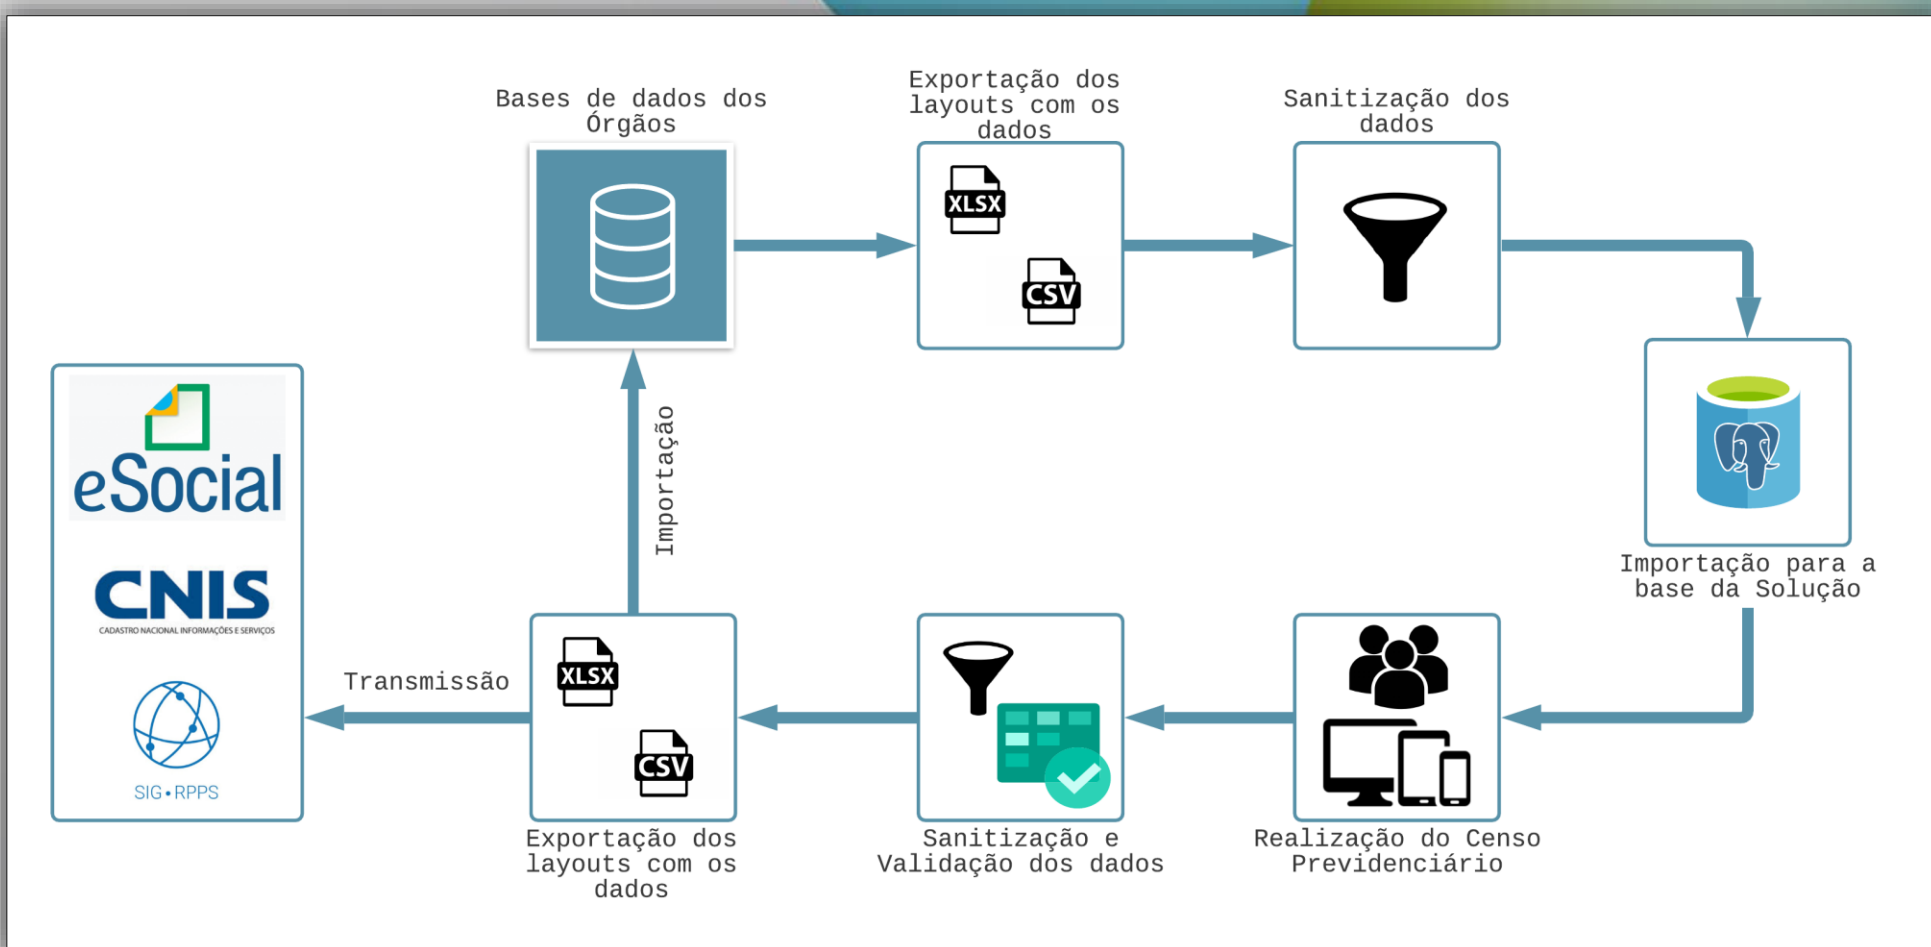 Bases de dados dos
Órgãos
Exportação dos
layouts com os
dados
Sanitização dos
dados
XLSX
CSV
Importação para a
base da Solução
Importação
eSocial
CNIS
CADASTRO NACIONAL INFORMAÇÕES E SERVIÇOS
SIG•RPPS
Transmissão
XLSX
CSV
Exportação dos
layouts com os
dados
Sanitização e
Validação dos dados
Realização do Censo
Previdenciário